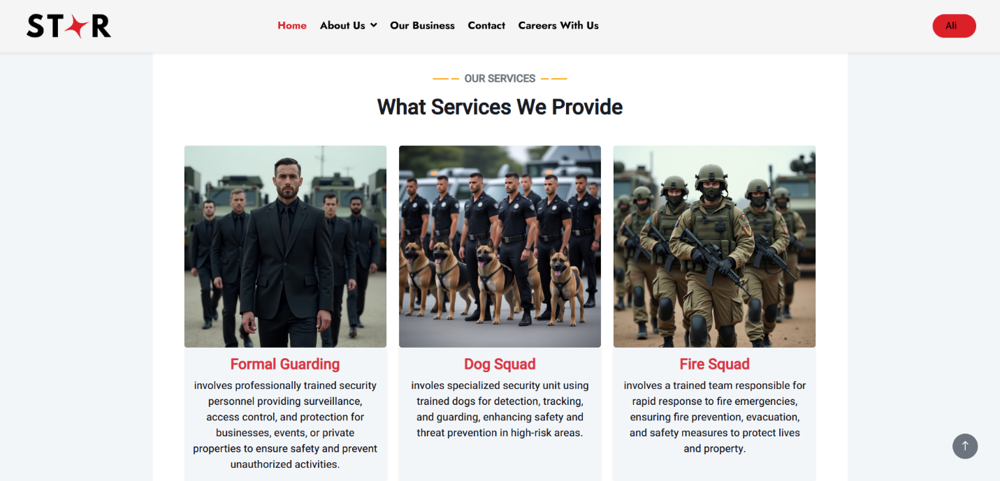 STAR
Home About Us Our Business Contact Careers With Us
Ali
OUR SERVICES
What Services We Provide
Formal Guarding
involves professionally trained security
personnel providing surveillance,
access control, and protection for
businesses, events, or private
properties to ensure safety and prevent
unauthorized activities.
Dog Squad
involes specialized security unit using
trained dogs for detection, tracking,
and guarding, enhancing safety and
threat prevention in high-risk areas.
Fire Squad
involves a trained team responsible for
rapid response to fire emergencies,
ensuring fire prevention, evacuation,
and safety measures to protect lives
and property.